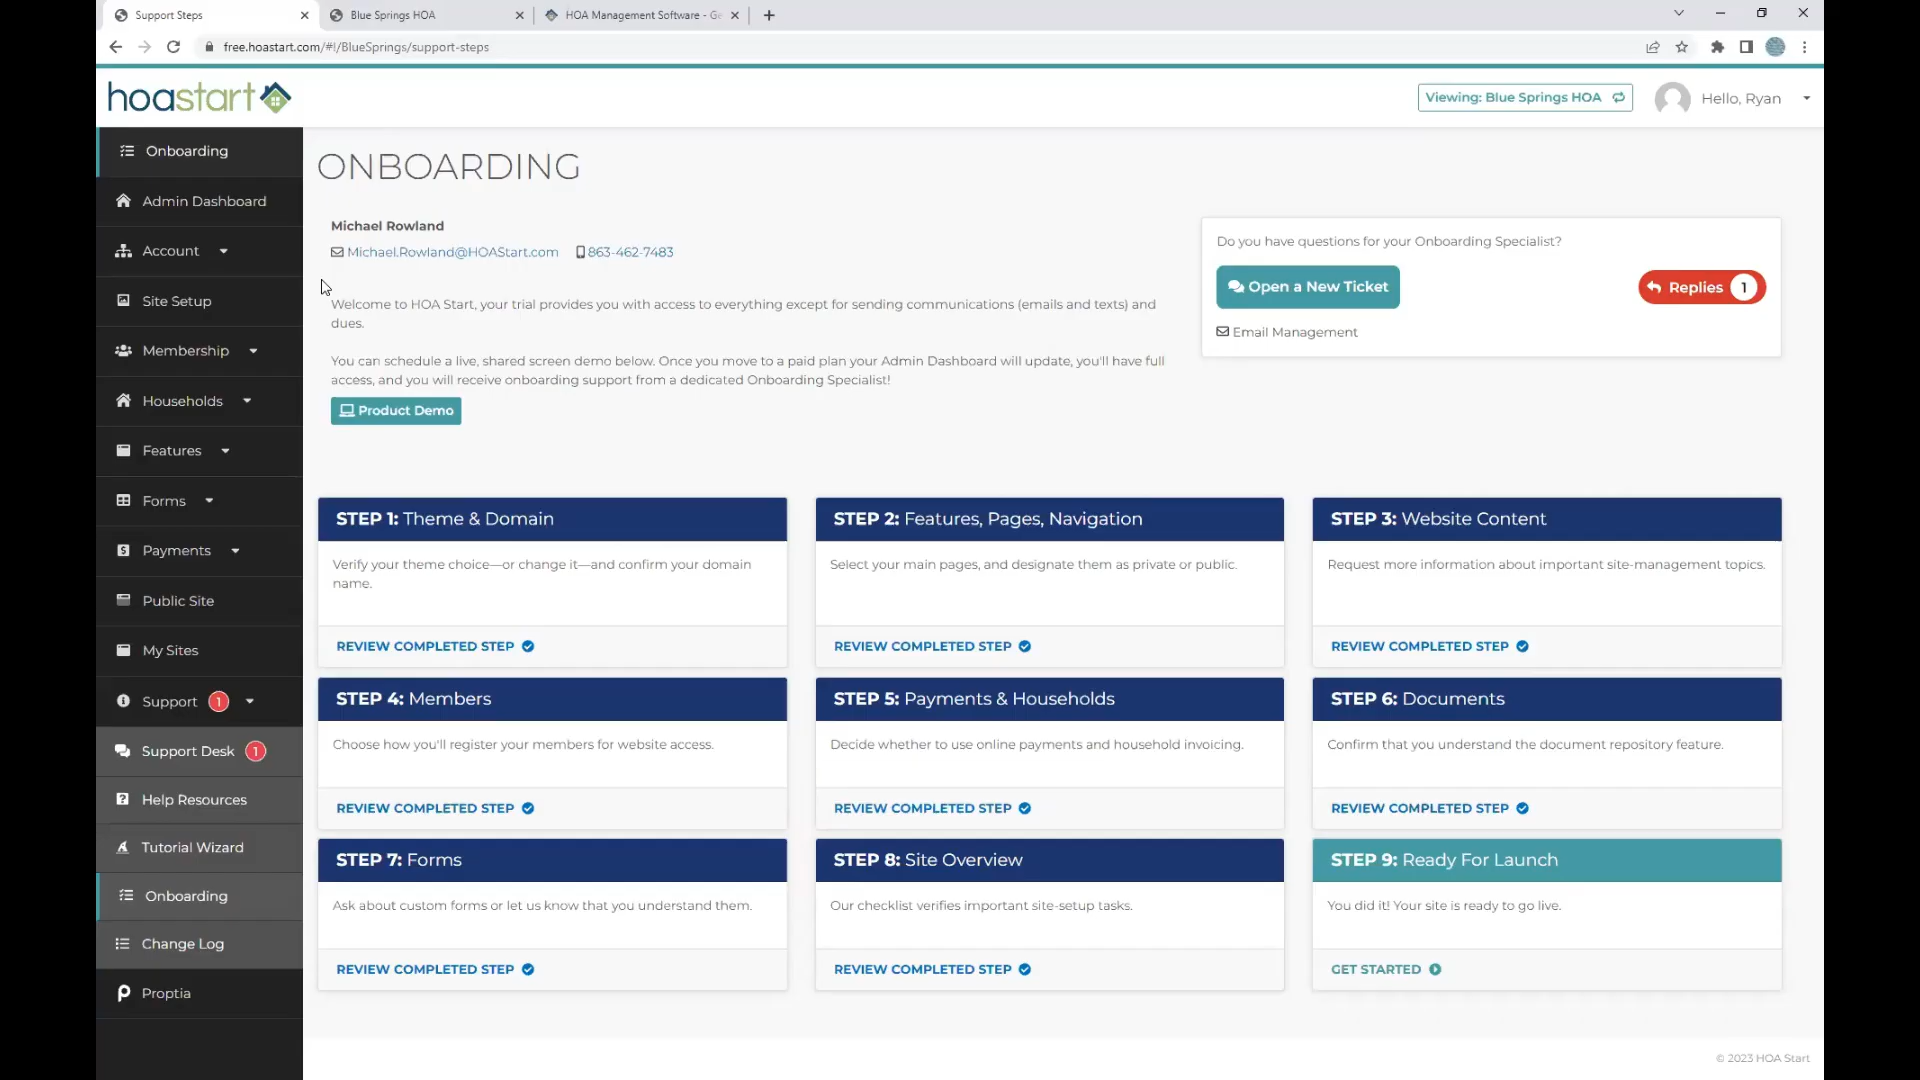 Support Steps
Blue Springs HOA
HOA Management Software - Ge
free.hoastart.com/#!/BlueSprings/support-steps
hoastart
Viewing: Blue Springs HOA
Hello, Ryan
Onboarding
Admin Dashboard
Account
Site Setup
Membership
Households
Features
Forms
Payments
Public Site
My Sites
Support 1
Support Desk 1
Help Resources
Tutorial Wizard
Onboarding
Change Log
Proptia
ONBOARDING
Michael Rowland
Michael.Rowland@HOAStart.com 863-462-7483
Welcome to HOA Start, your trial provides you with access to everything except for sending communications (emails and texts) and
dues.
You can schedule a live, shared screen demo below. Once you move to a paid plan your Admin Dashboard will update, you'll have full
access, and you will receive onboarding support from a dedicated Onboarding Specialist!
Product Demo
Do you have questions for your Onboarding Specialist?
Open a New Ticket
Replies 1
Email Management
STEP 1: Theme & Domain
Verify your theme choice—or change it—and confirm your domain
name.
REVIEW COMPLETED STEP
STEP 2: Features, Pages, Navigation
Select your main pages, and designate them as private or public.
REVIEW COMPLETED STEP
STEP 3: Website Content
Request more information about important site-management topics.
REVIEW COMPLETED STEP
STEP 4: Members
Choose how you'll register your members for website access.
REVIEW COMPLETED STEP
STEP 5: Payments & Households
Decide whether to use online payments and household invoicing.
REVIEW COMPLETED STEP
STEP 6: Documents
Confirm that you understand the document repository feature.
REVIEW COMPLETED STEP
STEP 7: Forms
Ask about custom forms or let us know that you understand them.
REVIEW COMPLETED STEP
STEP 8: Site Overview
Our checklist verifies important site-setup tasks.
REVIEW COMPLETED STEP
STEP 9: Ready For Launch
You did it! Your site is ready to go live.
GET STARTED
© 2023 HOA Start